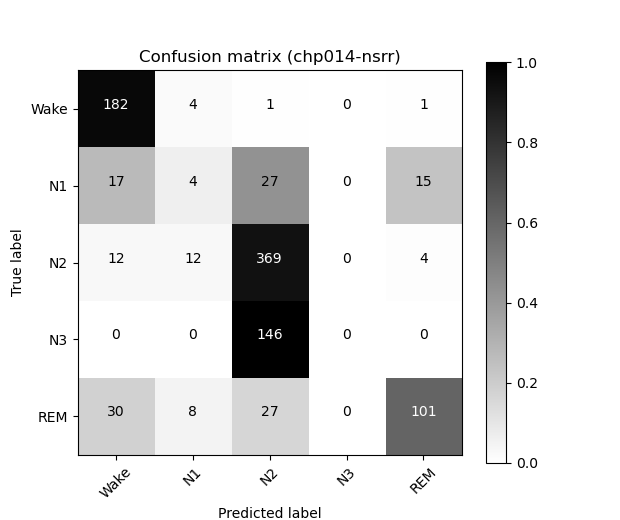 Confusion matrix (chp014-nsrr)
1.0
Wake 182 4 1 0 1
0.8
N1 17 4 27 0 15
0.6
True label
N2 12 12 369 0 4
0.4
N3 0 0 146 0 0
0.2
REM 30 8 27 0 101
0.0
Wake N1 N2 N3 REM
Predicted label